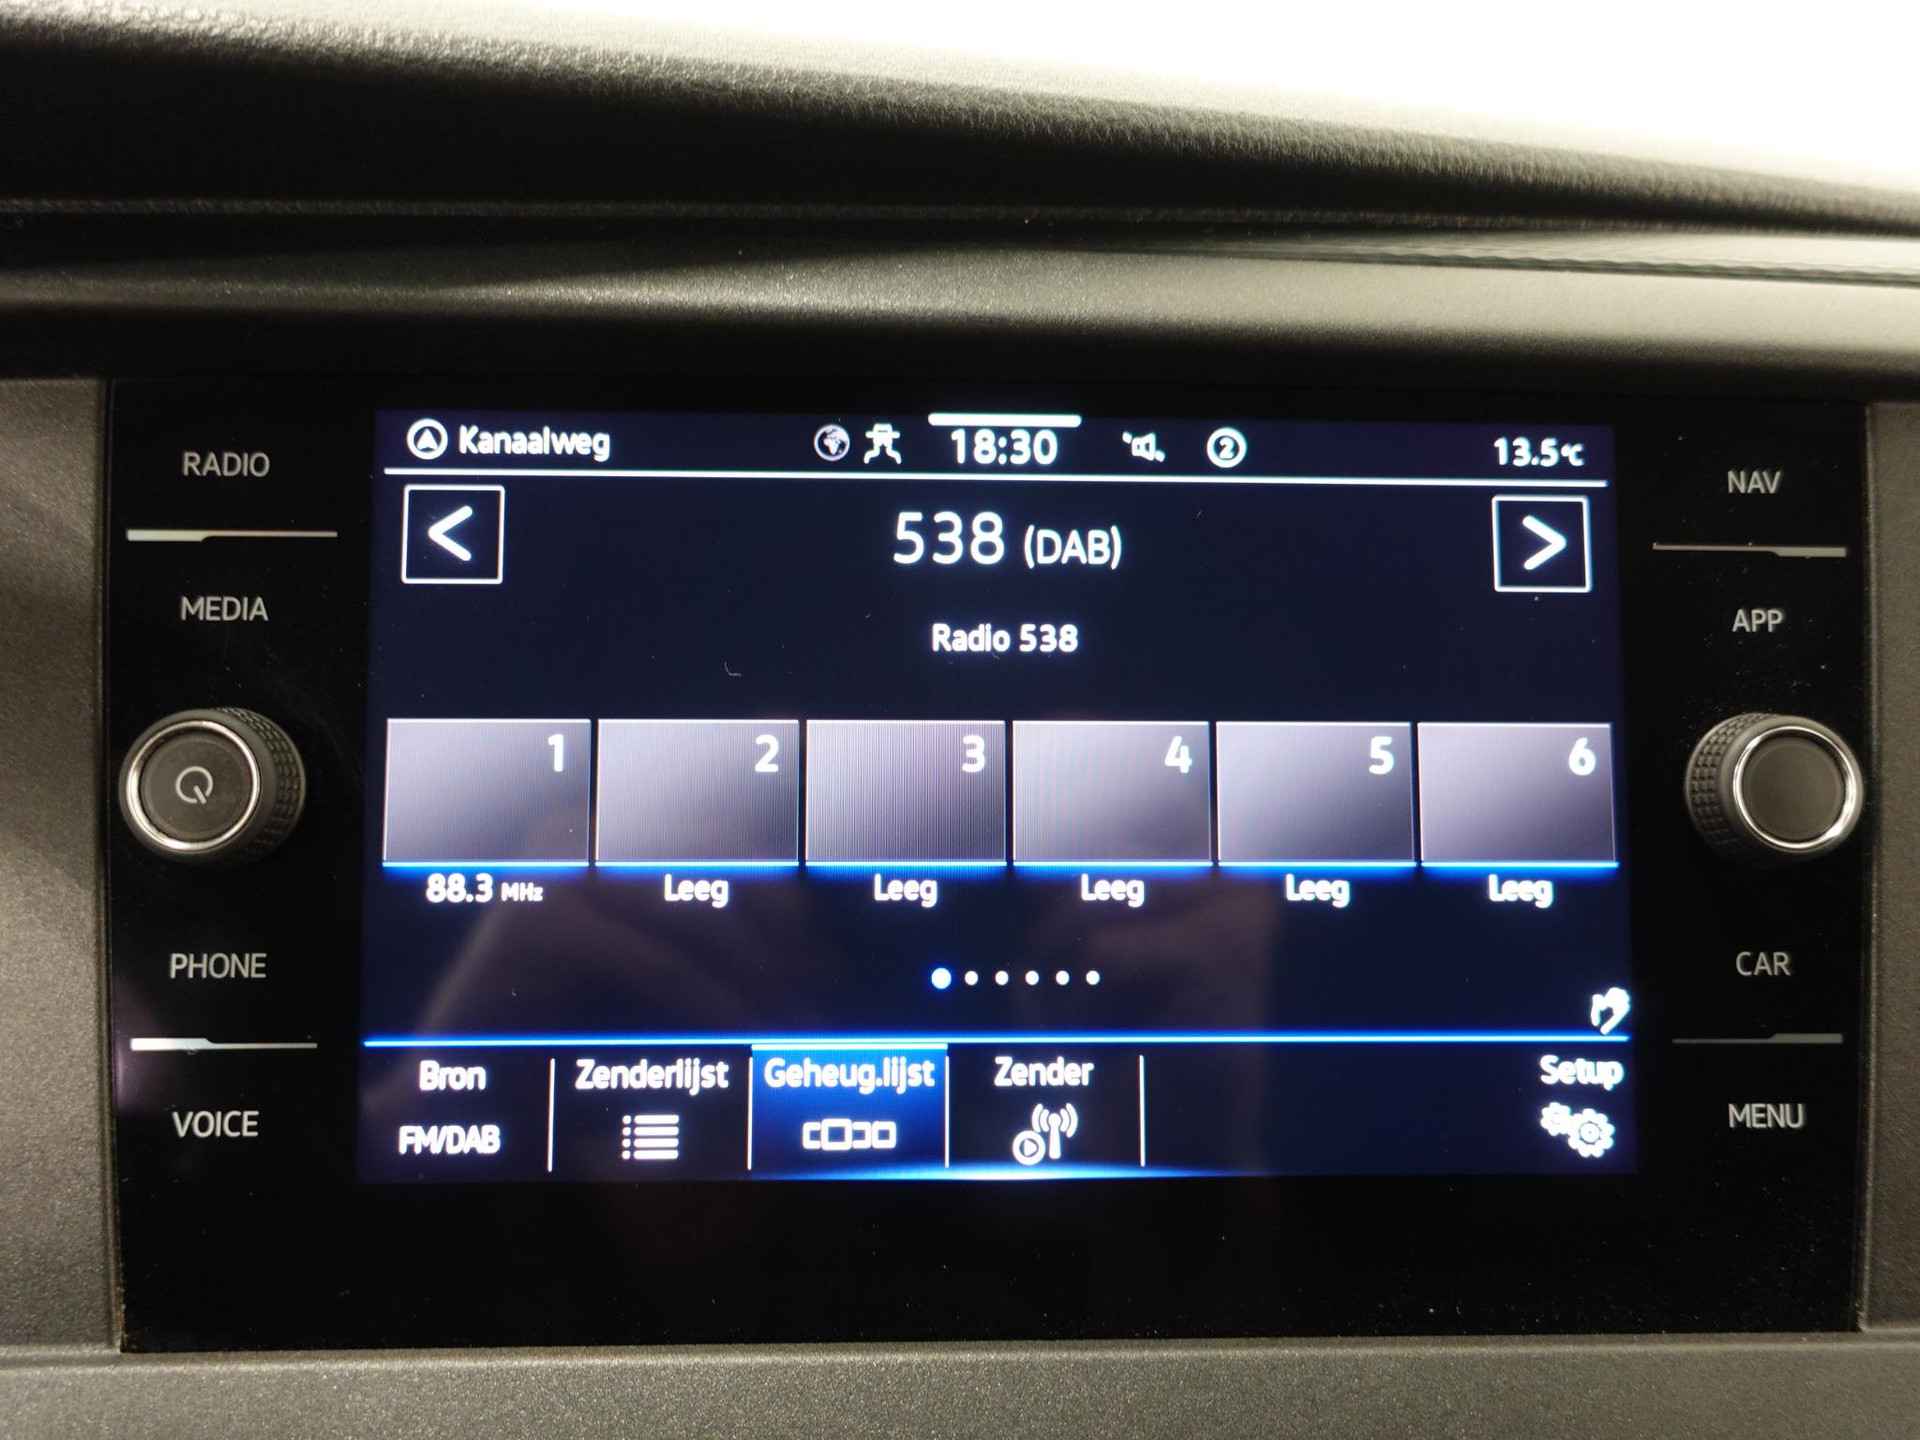 Kanaalweg 18:30 2 13.5°C
RADIO
NAV
< 538 (DAB) >
MEDIA
APP
Radio 538
1 2 3 4 5 6
88.3 MHz Leeg Leeg Leeg Leeg Leeg
PHONE
CAR
Bron Zenderlijst Geheug.lijst Zender Setup
FM/DAB
VOICE
MENU